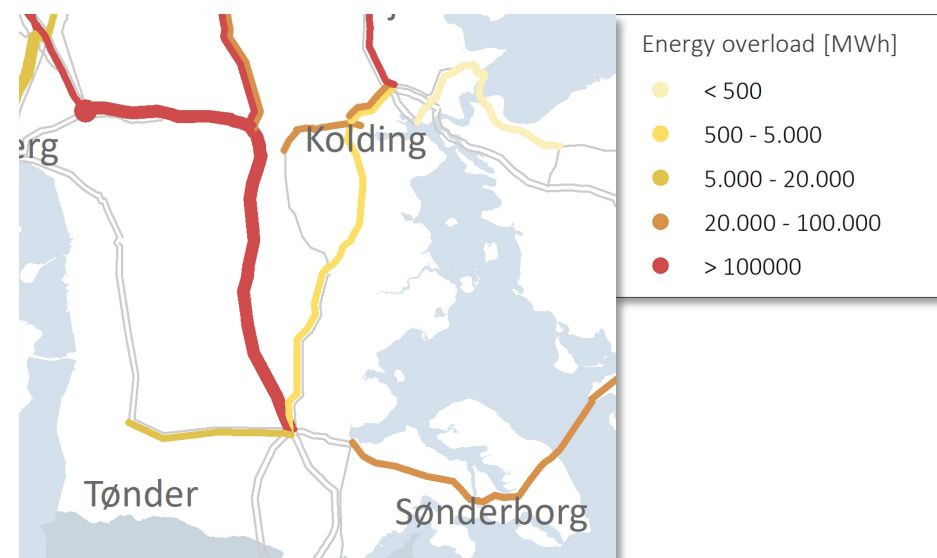 Energy overload [MWh]
< 500
500 - 5.000
5.000 - 20.000
20.000 - 100.000
> 100000
Kolding
erg
Tønder
Sønderborg